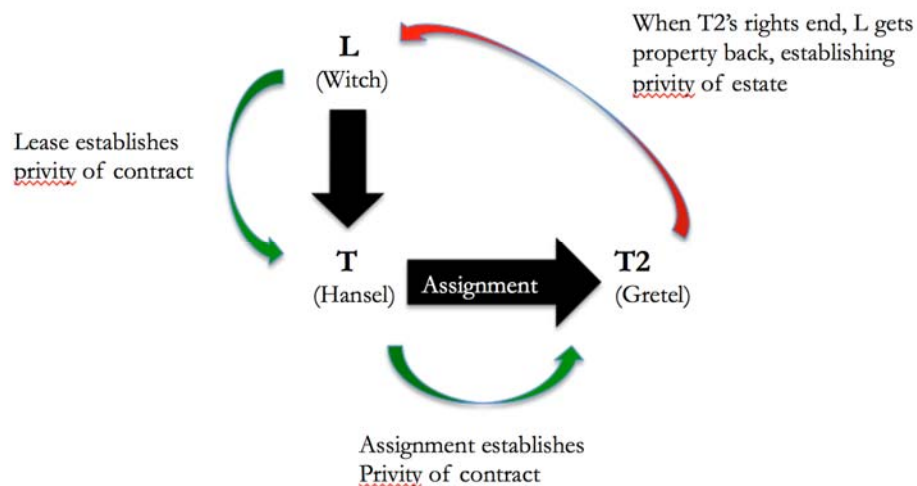 When T2’s rights end, L gets
property back, establishing
privity of estate
L
(Witch)
Lease establishes
privity of contract
T
(Hansel)
Assignment
T2
(Gretel)
Assignment establishes
Privity of contract